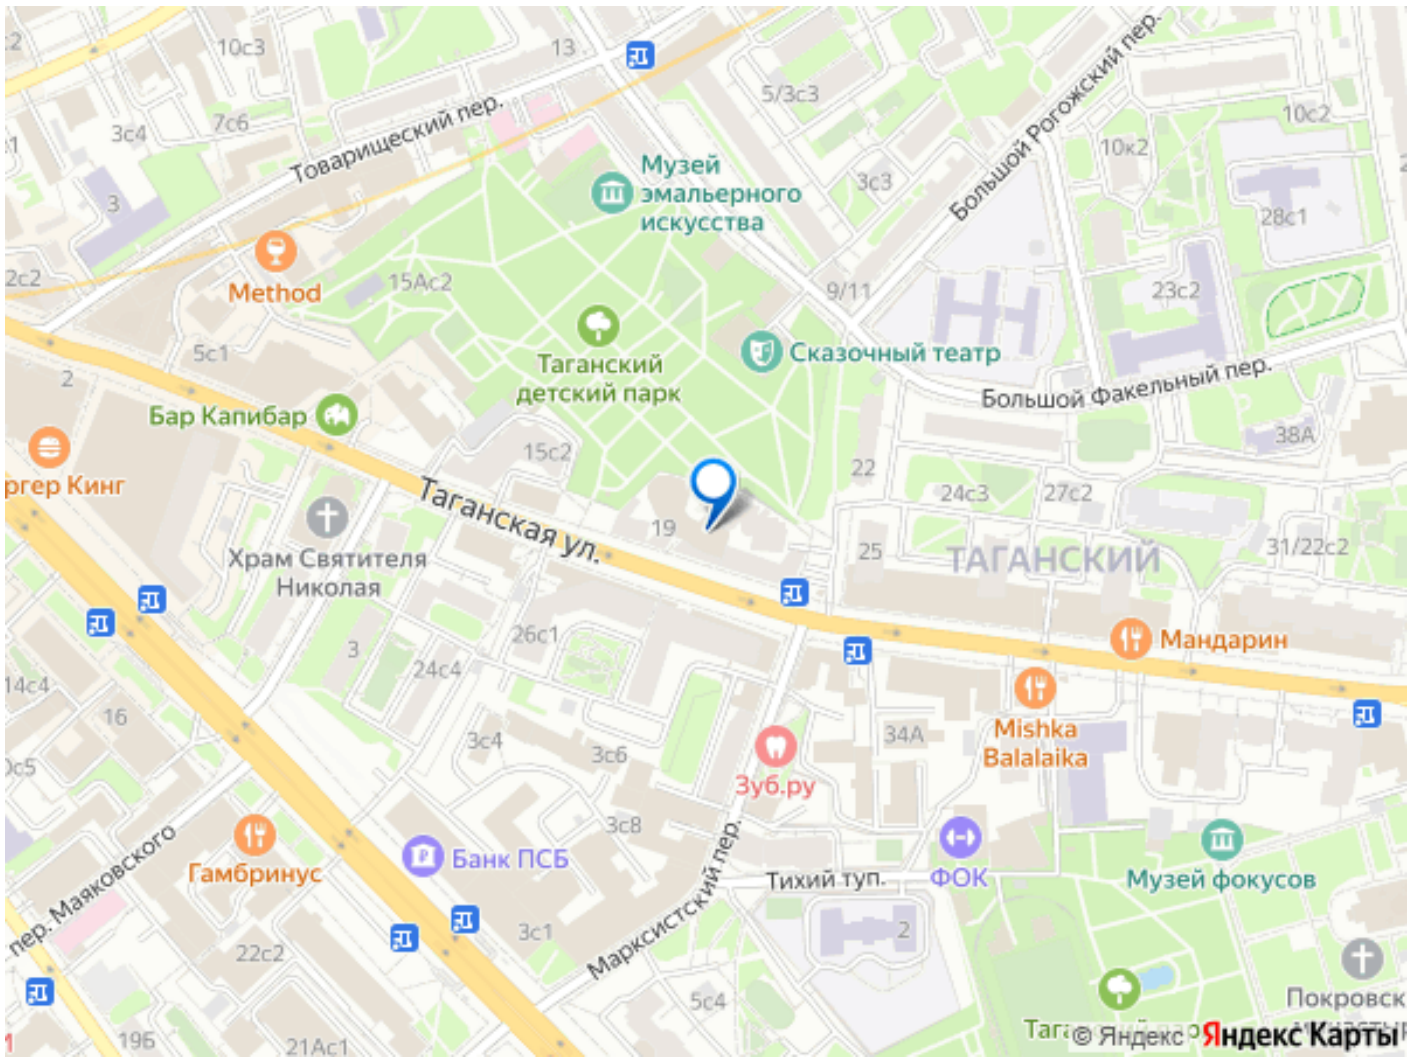 10с3
13
5/3с3
Большой Рогожский пер.
10с2
3с4
7с6
Товарищеский пер.
10к2
Музей
эмальерного
искусства
3с3
3
28с1
2с2
Method
15Ас2
9/11
23с2
5с1
Таганский
детский парк
Сказочный театр
2
Большой Факельный пер.
Бар Капибар
38А
ргер Кинг
15с2
22
24с3
27с2
Таганская ул.
19
25
ТАГАНСКИЙ
31/22с2
Храм Святителя
Николая
26с1
3
24с4
Мандарин
14с4
16
3с4
3с6
34А
Mishka
Balalaika
Зуб.ру
3с8
пер. Маяковского
Гамбринус
Банк ПСБ
Марксистский пер.
Тихий туп.
ФОК
Музей фокусов
22с2
3с1
2
5с4
Покровск
19Б
21Ас1
© Яндекс
Яндекс Карты